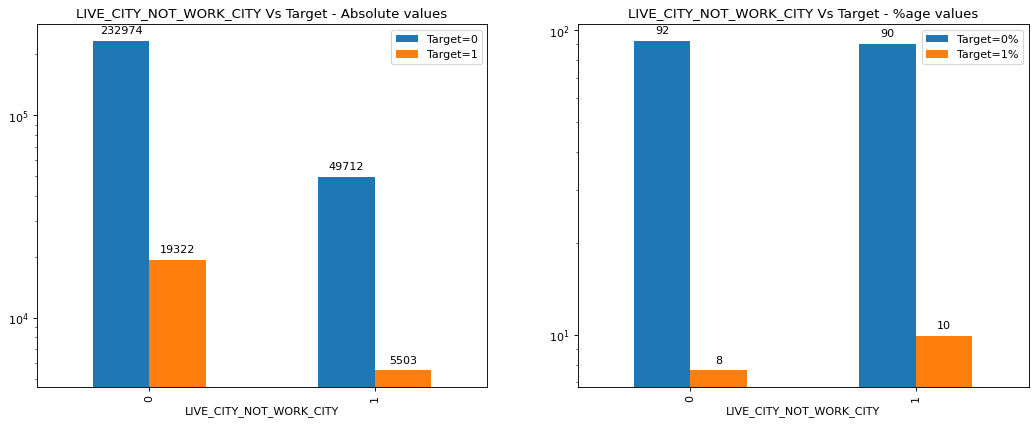 LIVE_CITY_NOT_WORK_CITY Vs Target - Absolute values
232974
Target=0
Target=1
10^5
49712
19322
10^4
5503
0
1
LIVE_CITY_NOT_WORK_CITY
LIVE_CITY_NOT_WORK_CITY Vs Target - %age values
10^2
92
90
Target=0%
Target=1%
10^1
10
8
0
1
LIVE_CITY_NOT_WORK_CITY